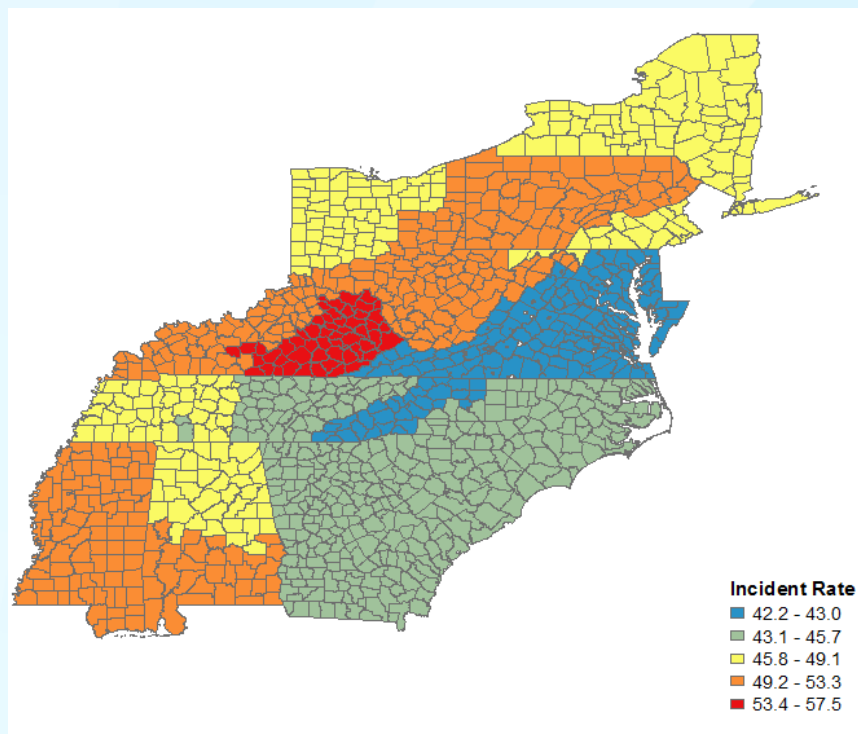 Incident Rate
42.2 - 43.0
43.1 - 45.7
45.8 - 49.1
49.2 - 53.3
53.4 - 57.5